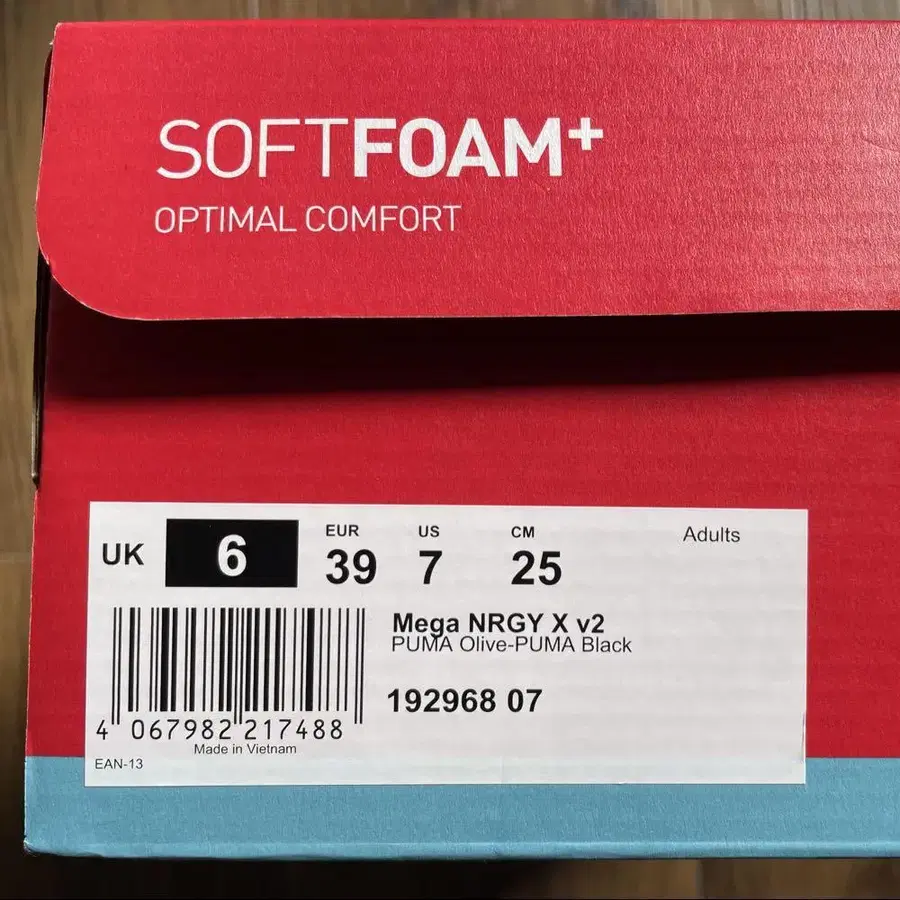 SOFTFOAM+
OPTIMAL COMFORT
UK 6
EUR 39
US 7
CM 25
Adults
Mega NRGY X v2
PUMA Olive-PUMA Black
192968 07
4 067982 217488
Made in Vietnam
EAN-13